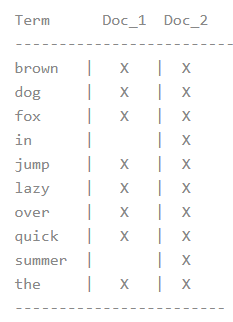 Term Doc_1 Doc_2
-------------------------
brown | X | X
dog | X | X
fox | X | X
in | | X
jump | X | X
lazy | X | X
over | X | X
quick | X | X
summer | | X
the | X | X
------------------------